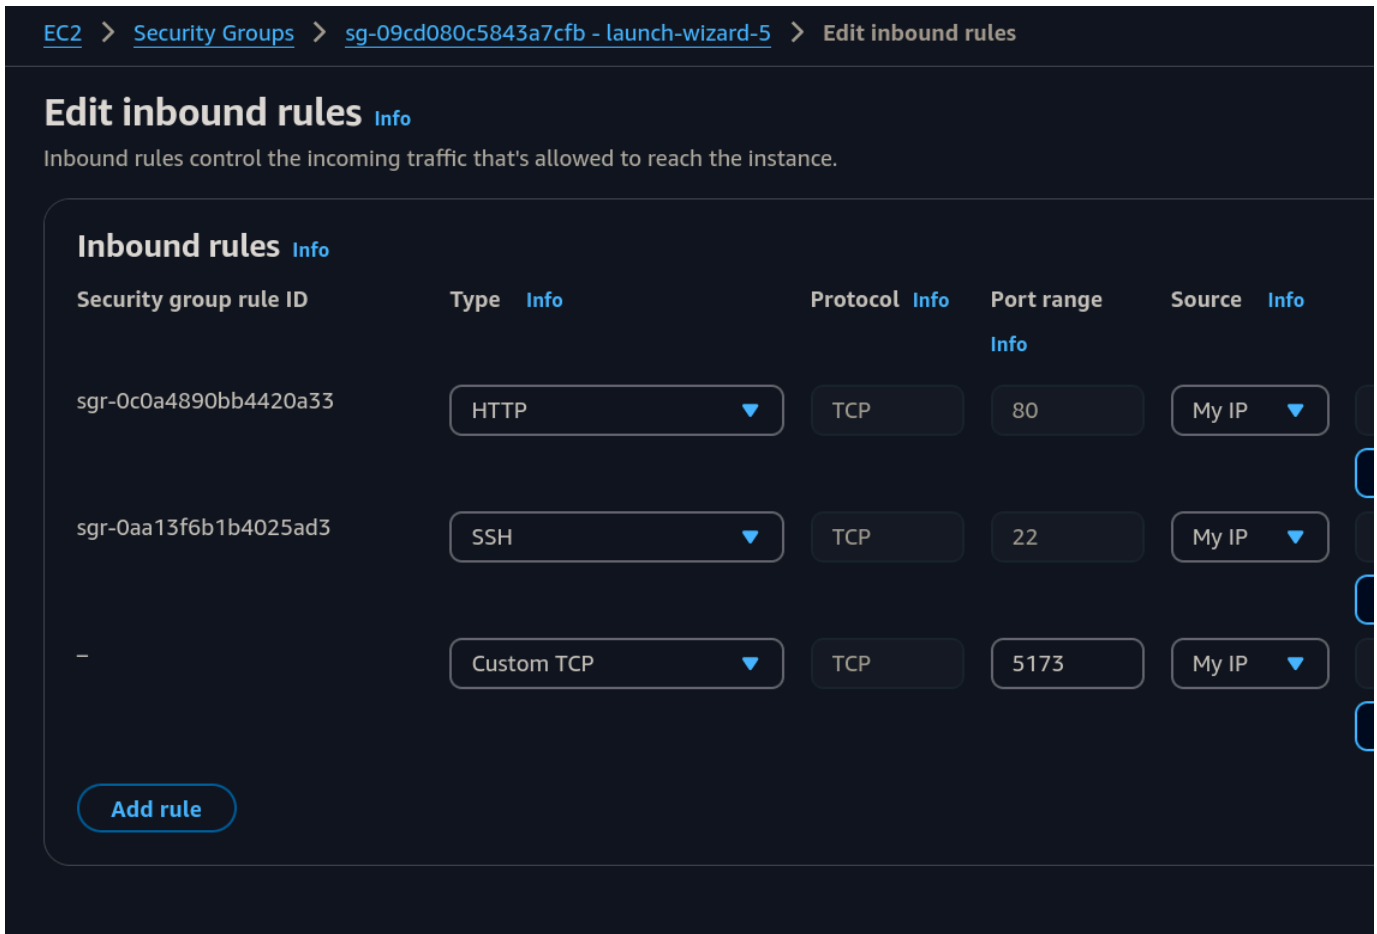 EC2 > Security Groups > sg-09cd080c5843a7cfb - launch-wizard-5 > Edit inbound rules
Edit inbound rules Info
Inbound rules control the incoming traffic that's allowed to reach the instance.
Inbound rules Info
Security group rule ID Type Info Protocol Info Port range Source Info
Info
sgr-0c0a4890bb4420a33 HTTP TCP 80 My IP
sgr-0aa13f6b1b4025ad3 SSH TCP 22 My IP
– Custom TCP TCP 5173 My IP
Add rule